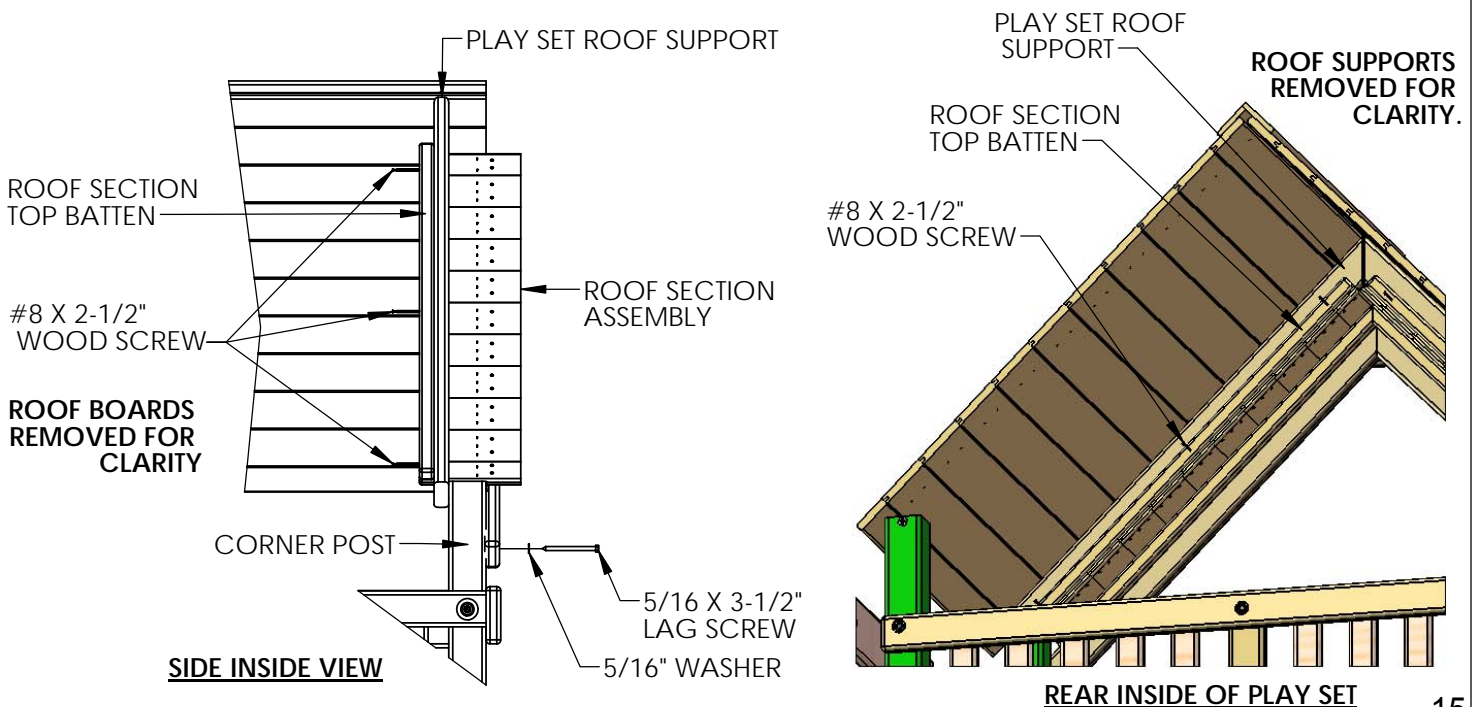 PLAY SET ROOF SUPPORT
ROOF SECTION
TOP BATTEN
#8 X 2-1/2"
WOOD SCREW
ROOF BOARDS
REMOVED FOR
CLARITY
ROOF SECTION
ASSEMBLY
CORNER POST
5/16 X 3-1/2"
LAG SCREW
5/16" WASHER
SIDE INSIDE VIEW
PLAY SET ROOF
SUPPORT
ROOF SUPPORTS
REMOVED FOR
CLARITY.
ROOF SECTION
TOP BATTEN
#8 X 2-1/2"
WOOD SCREW
REAR INSIDE OF PLAY SET
15